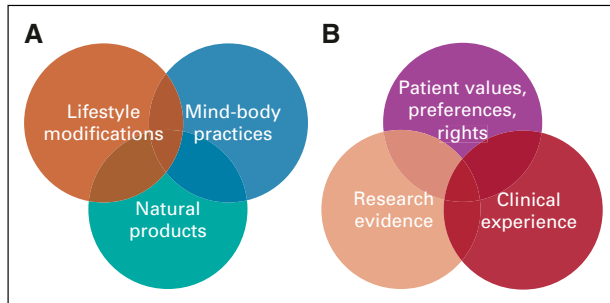 A
Lifestyle
modifications
Mind-body
practices
Natural
products
B
Patient values,
preferences,
rights
Research
evidence
Clinical
experience